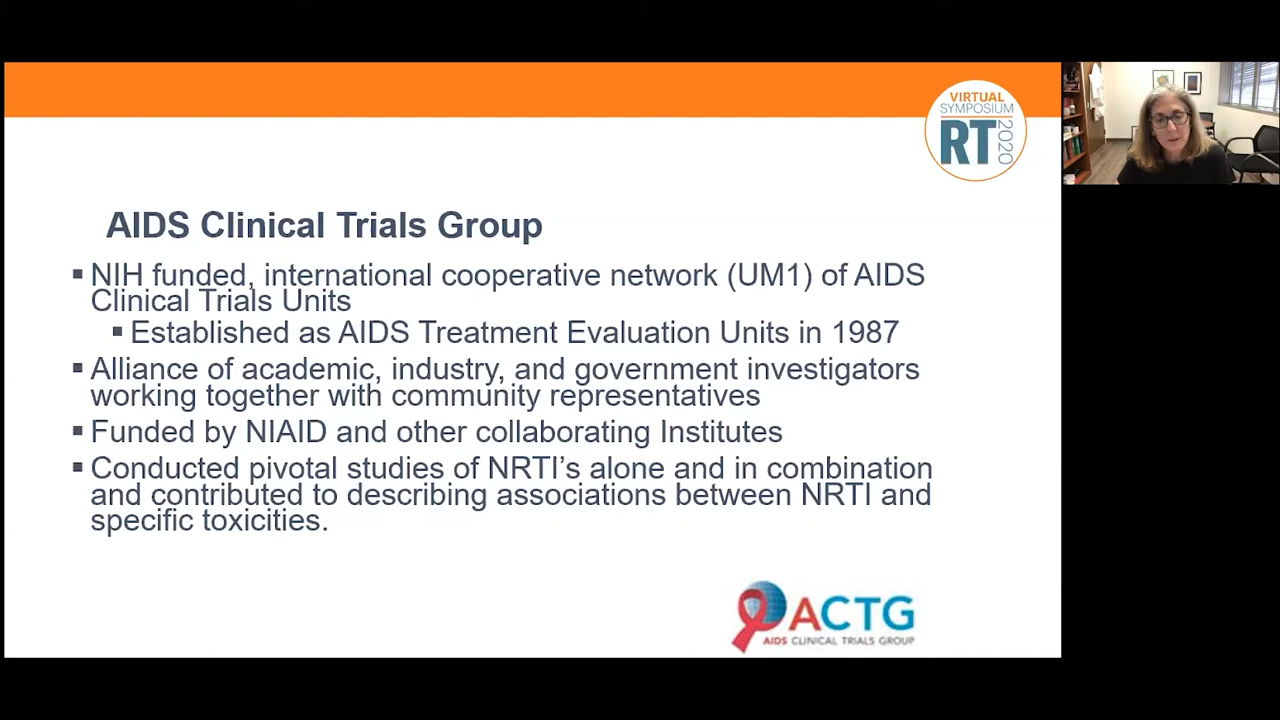 VIRTUAL
SYMPOSIUM
RT
2020
AIDS Clinical Trials Group
▪ NIH funded, international cooperative network (UM1) of AIDS
Clinical Trials Units
▪ Established as AIDS Treatment Evaluation Units in 1987
▪ Alliance of academic, industry, and government investigators
working together with community representatives
▪ Funded by NIAID and other collaborating Institutes
▪ Conducted pivotal studies of NRTI’s alone and in combination
and contributed to describing associations between NRTI and
specific toxicities.
ACTG
AIDS CLINICAL TRIALS GROUP